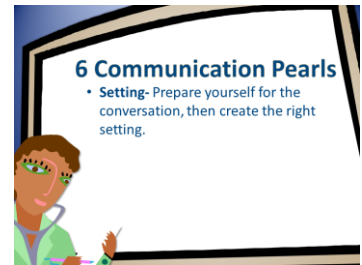 6 Communication Pearls
• Setting- Prepare yourself for the
conversation, then create the right
setting.